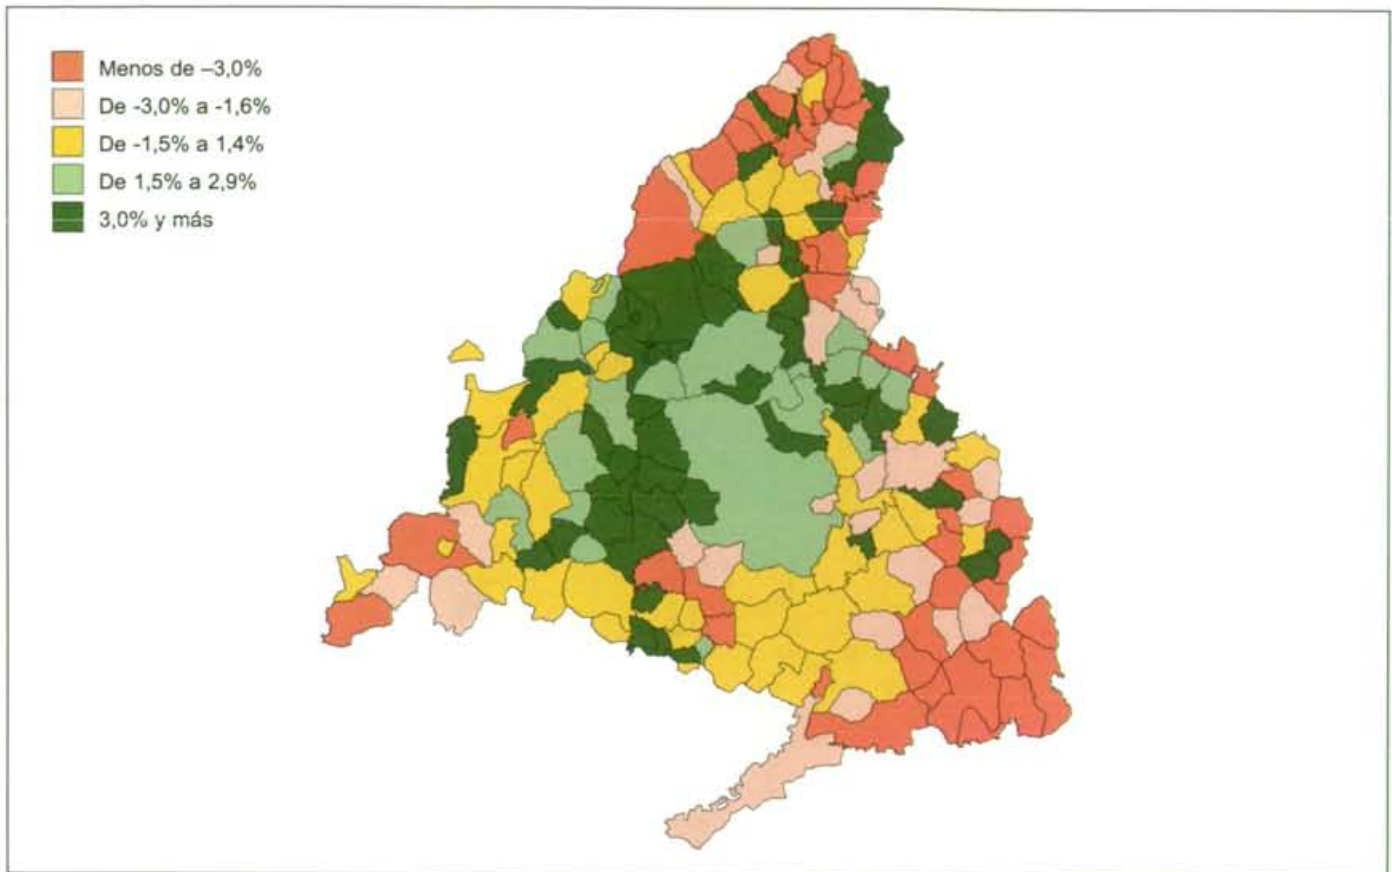 Menos de –3,0%
De -3,0% a -1,6%
De -1,5% a 1,4%
De 1,5% a 2,9%
3,0% y más